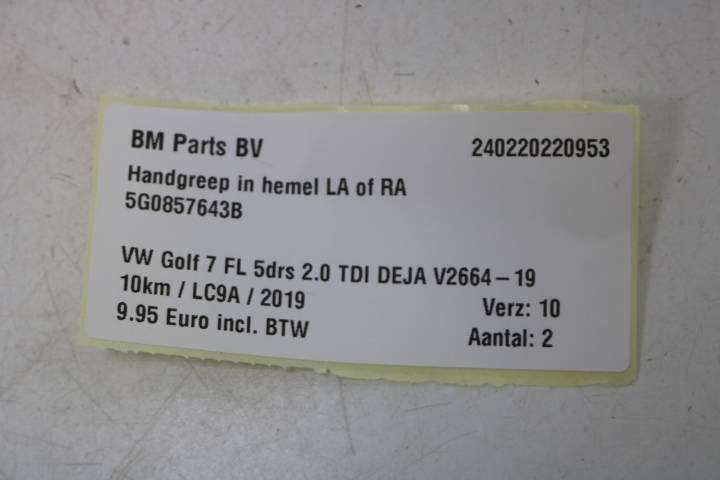 BM Parts BV 240220220953
Handgreep in hemel LA of RA
5G0857643B
VW Golf 7 FL 5drs 2.0 TDI DEJA V2664-19
10km / LC9A / 2019 Verz: 10
9.95 Euro incl. BTW Aantal: 2